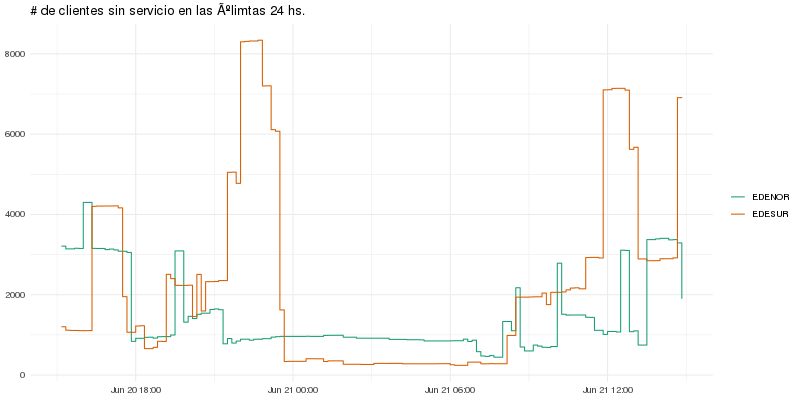 # de clientes sin servicio en las Ãºlimtas 24 hs.
8000
6000
4000
2000
0
Jun 20 18:00 Jun 21 00:00 Jun 21 06:00 Jun 21 12:00
EDENOR
EDESUR